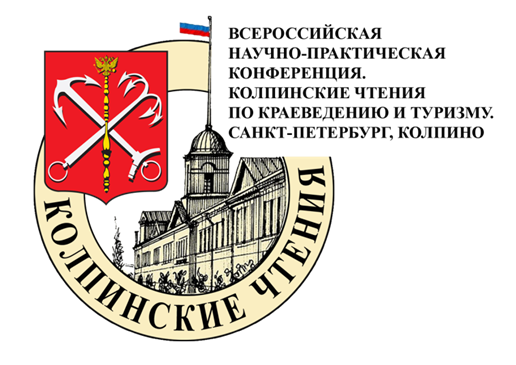 ВСЕРОССИЙСКАЯ
НАУЧНО-ПРАКТИЧЕСКАЯ
КОНФЕРЕНЦИЯ.
КОЛПИНСКИЕ ЧТЕНИЯ
ПО КРАЕВЕДЕНИЮ И ТУРИЗМУ.
САНКТ-ПЕТЕРБУРГ, КОЛПИНО
КОЛПИНСКИЕ ЧТЕНИЯ